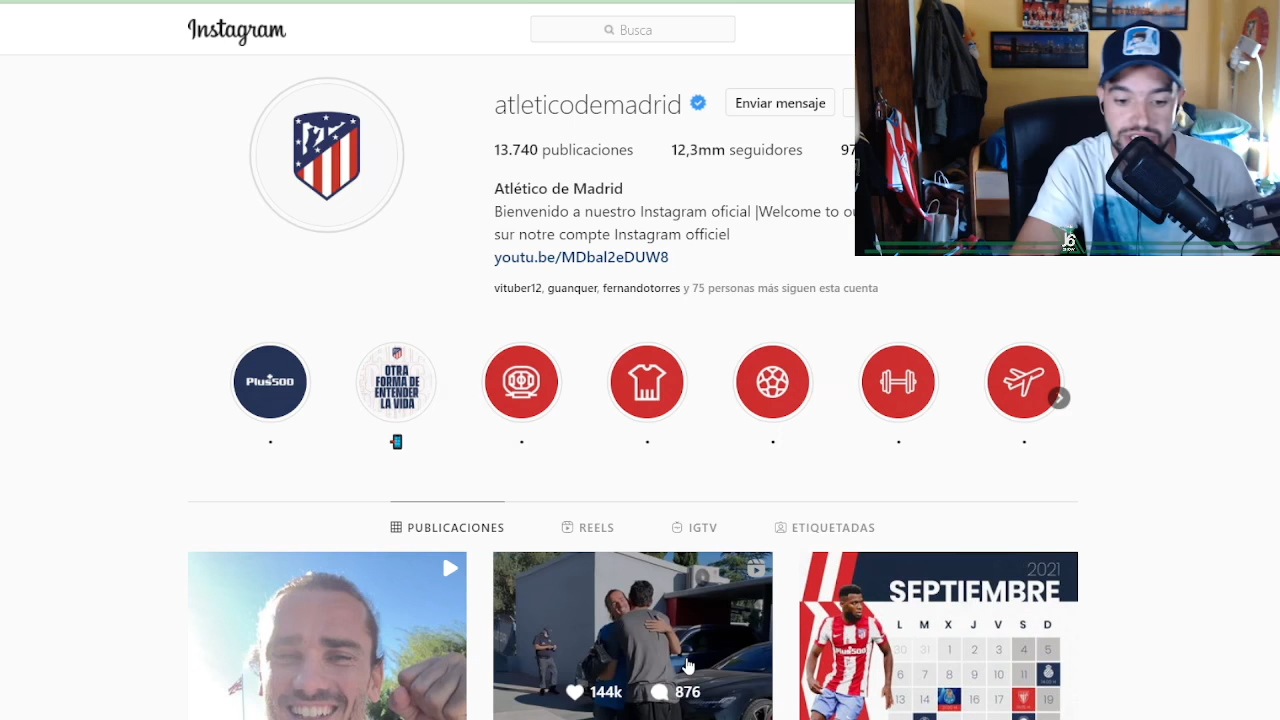 Instagram
Busca
atleticodemadrid
Enviar mensaje
13.740 publicaciones
12,3mm seguidores
97
Atlético de Madrid
Bienvenido a nuestro Instagram oficial |Welcome to
sur notre compte Instagram officiel
youtu.be/MDbal2eDUW8
vituber12, guanquer, fernandotorres y 75 personas más siguen esta cuenta
Plus500
OTRA
FORMA DE
ENTENDER
LA VIDA
PUBLICACIONES
REELS
IGTV
ETIQUETADAS
144k
876
2021
SEPTIEMBRE
L M X J V S D
30 31 1 2 3 4 5
6 7 8 9 10 11
13 14 16 17 19
Plus500
J6